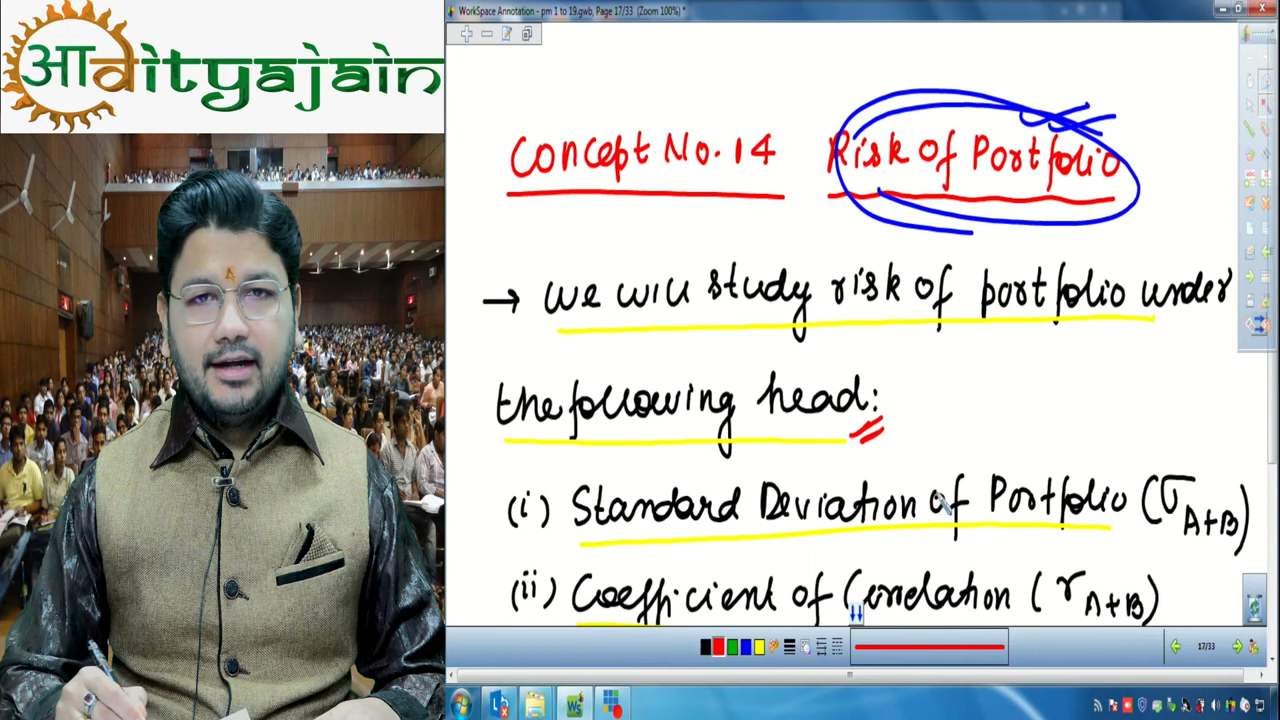 आdityajain
WorkSpace Annotation - pm 1 to 19.gwb, Page 17/33 (Zoom 100%) *
Concept No. 14 Risk of Portfolio
→ We will study risk of portfolio under
the following head:
(i) Standard Deviation of Portfolio (σA+B)
(ii) Coefficient of Correlation (rA+B)
17/33